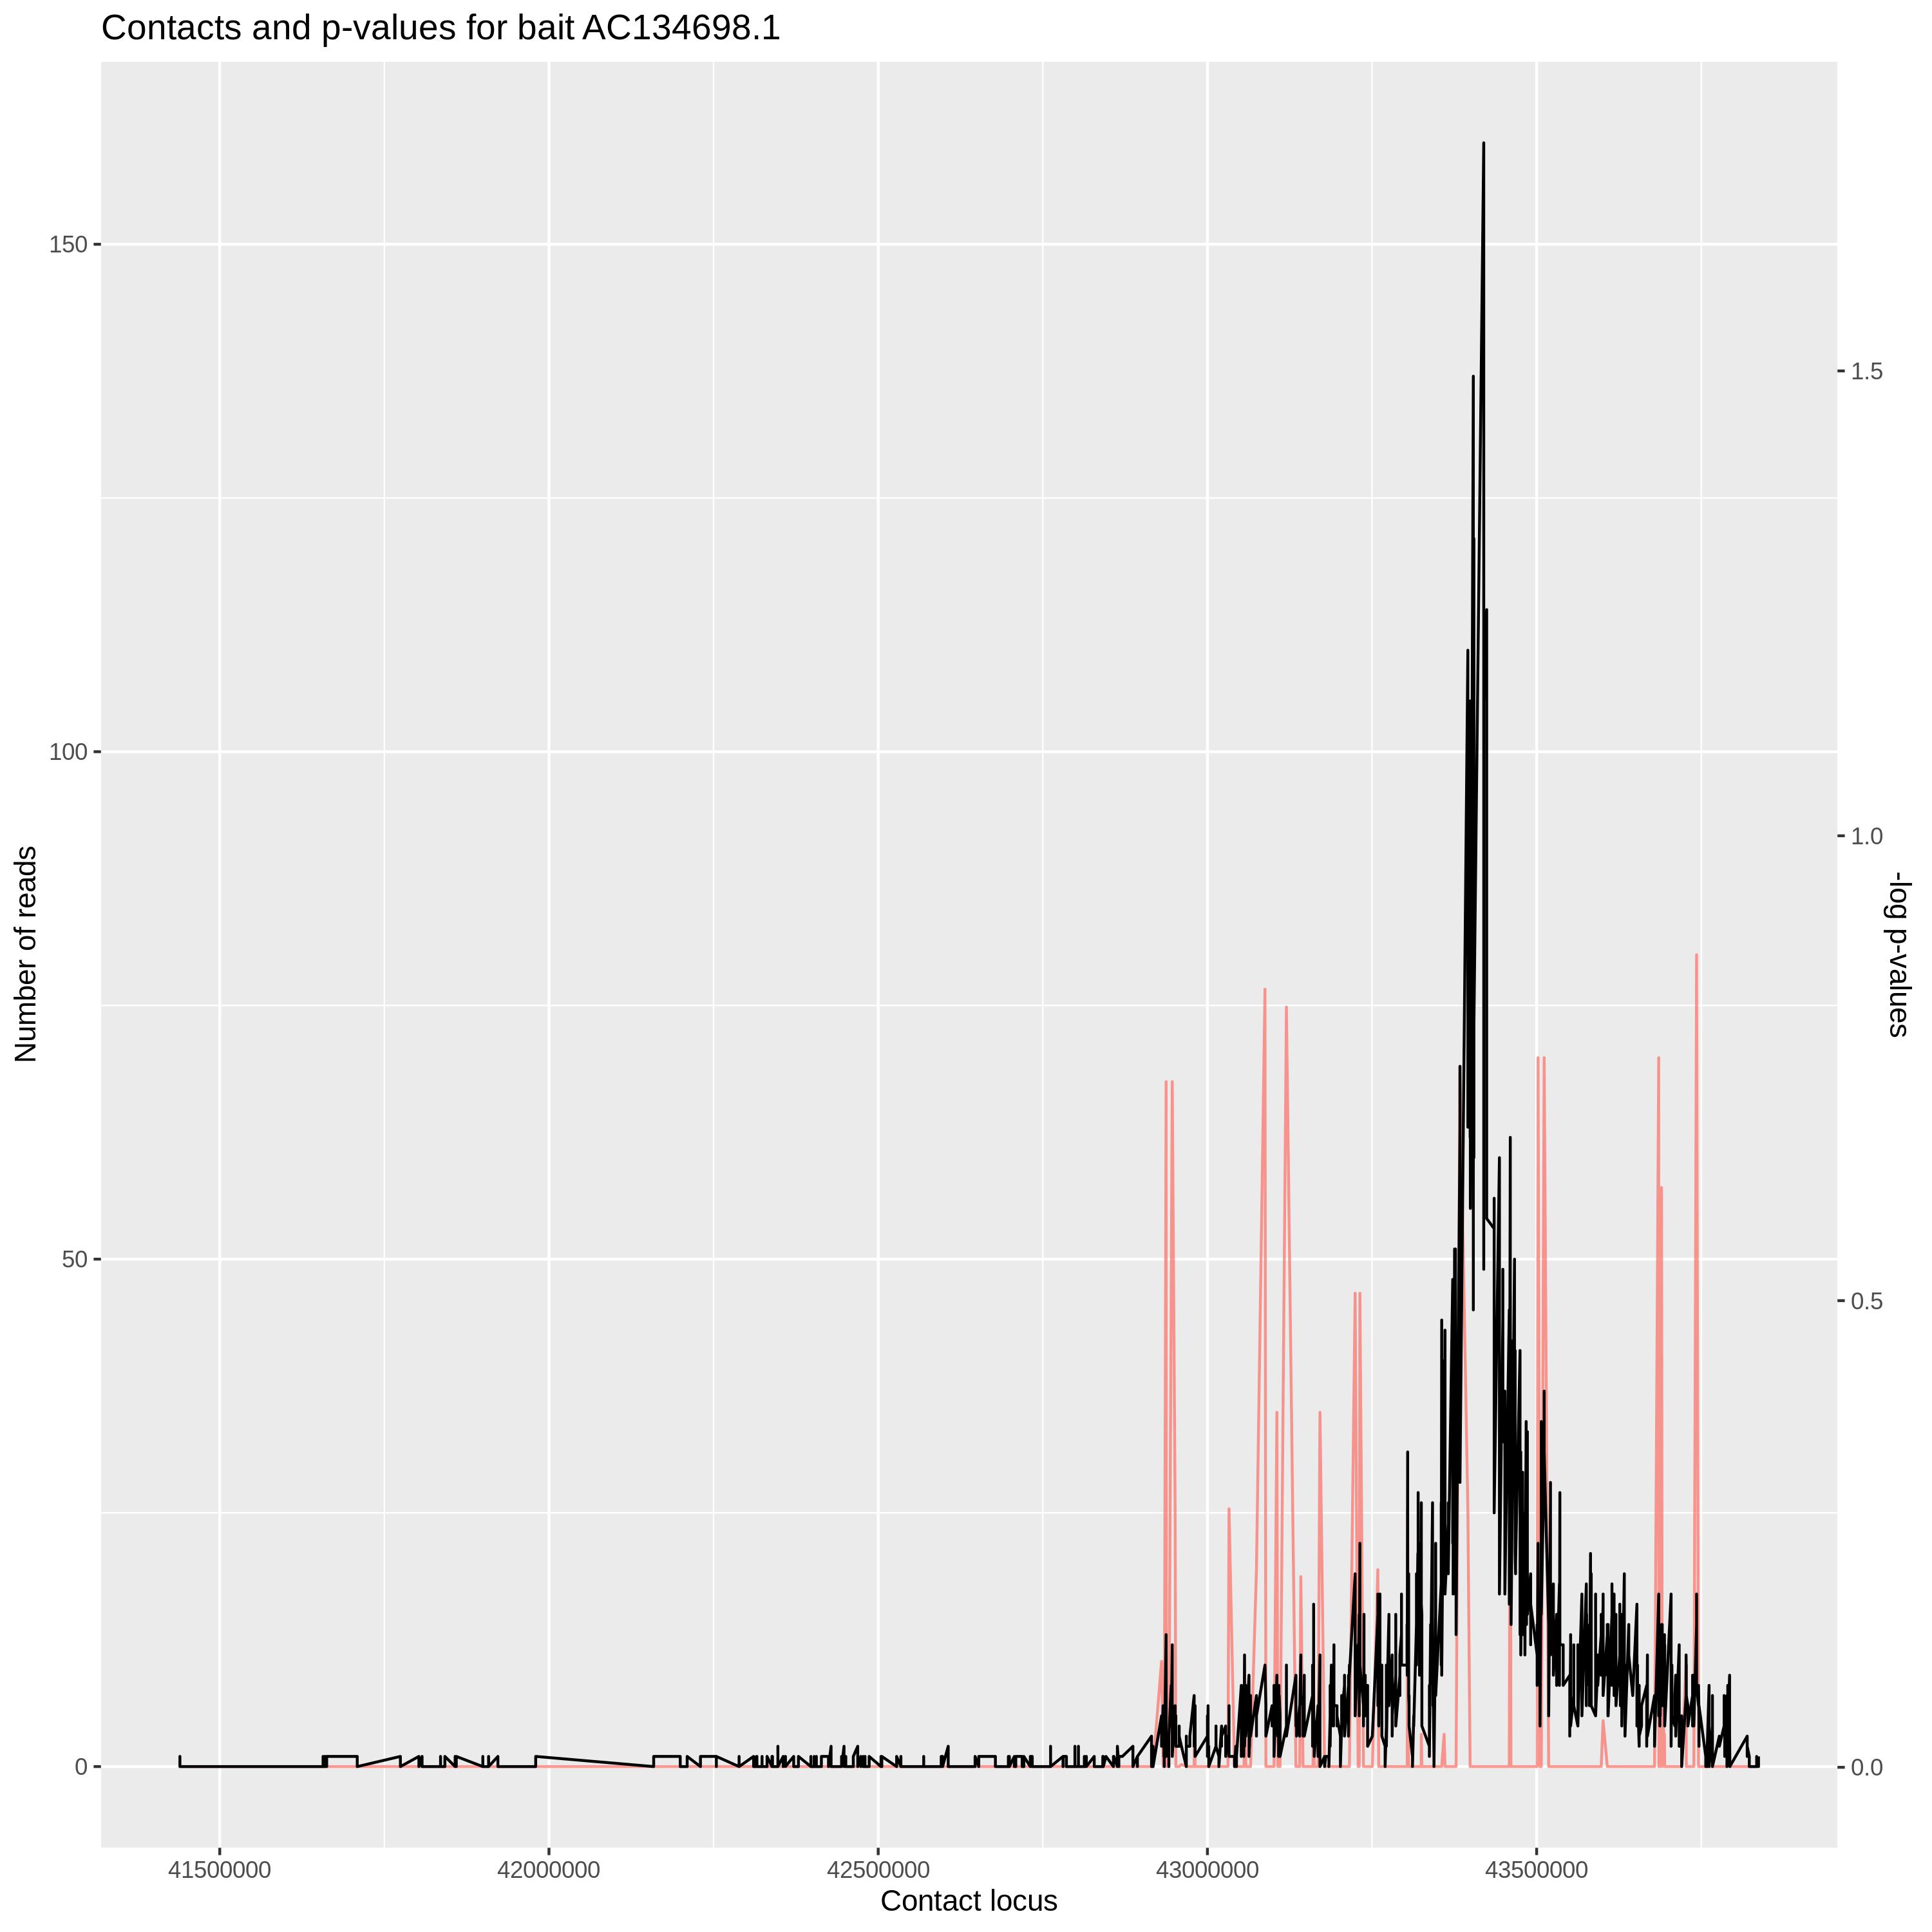 Contacts and p-values for bait AC134698.1
150
100
50
0
1.5
1.0
0.5
0.0
Number of reads
-log p-values
41500000 42000000 42500000 43000000 43500000
Contact locus